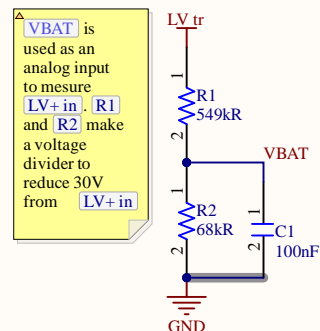 VBAT is
used as an
analog input
to mesure
LV+ in . R1
and R2 make
a voltage
divider to
reduce 30V
from LV+ in
LV tr
1
R1
549kR
2
VBAT
1
R2
68kR
2
1
C1
100nF
2
GND